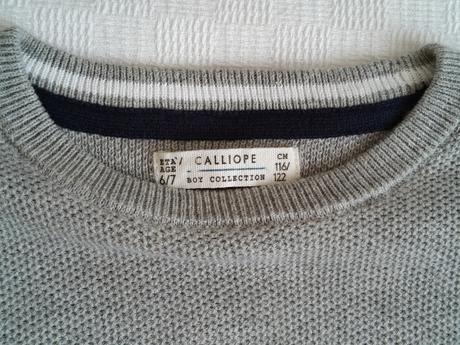 ETA'/
AGE
6/7
CALLIOPE
BOY COLLECTION
CM
116/
122